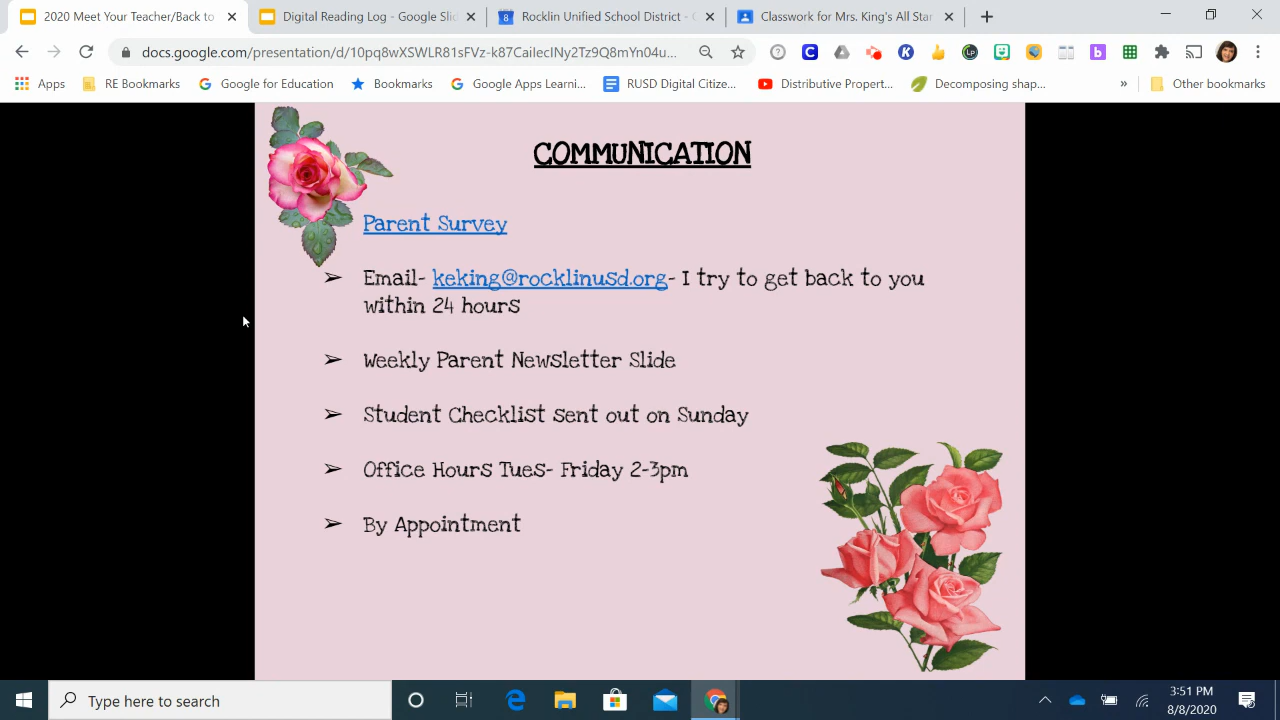 2020 Meet Your Teacher/Back to
Digital Reading Log - Google Slid
Rocklin Unified School District -
Classwork for Mrs. King's All Star
docs.google.com/presentation/d/10pq8wXSWLR81sFVz-k87CaiIecINy2Tz9Q8mYn04u...
Apps
RE Bookmarks
Google for Education
Bookmarks
Google Apps Learni...
RUSD Digital Citize...
Distributive Propert...
Decomposing shap...
»
Other bookmarks
COMMUNICATION
Parent Survey
➢ Email- keking@rocklinusd.org- I try to get back to you
within 24 hours
➢ Weekly Parent Newsletter Slide
➢ Student Checklist sent out on Sunday
➢ Office Hours Tues- Friday 2-3pm
➢ By Appointment
Type here to search
3:51 PM
8/8/2020